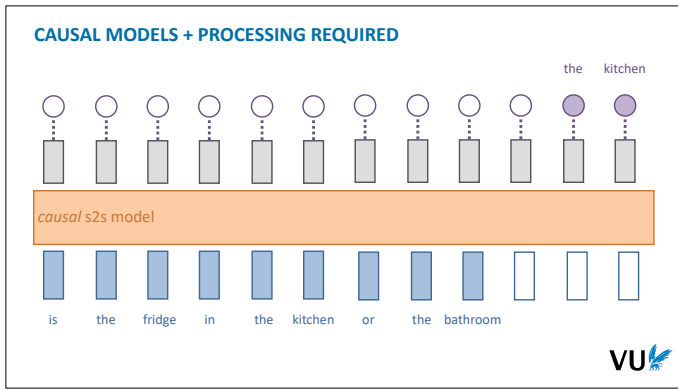 CAUSAL MODELS + PROCESSING REQUIRED
the kitchen
causal s2s model
is the fridge in the kitchen or the bathroom
VU